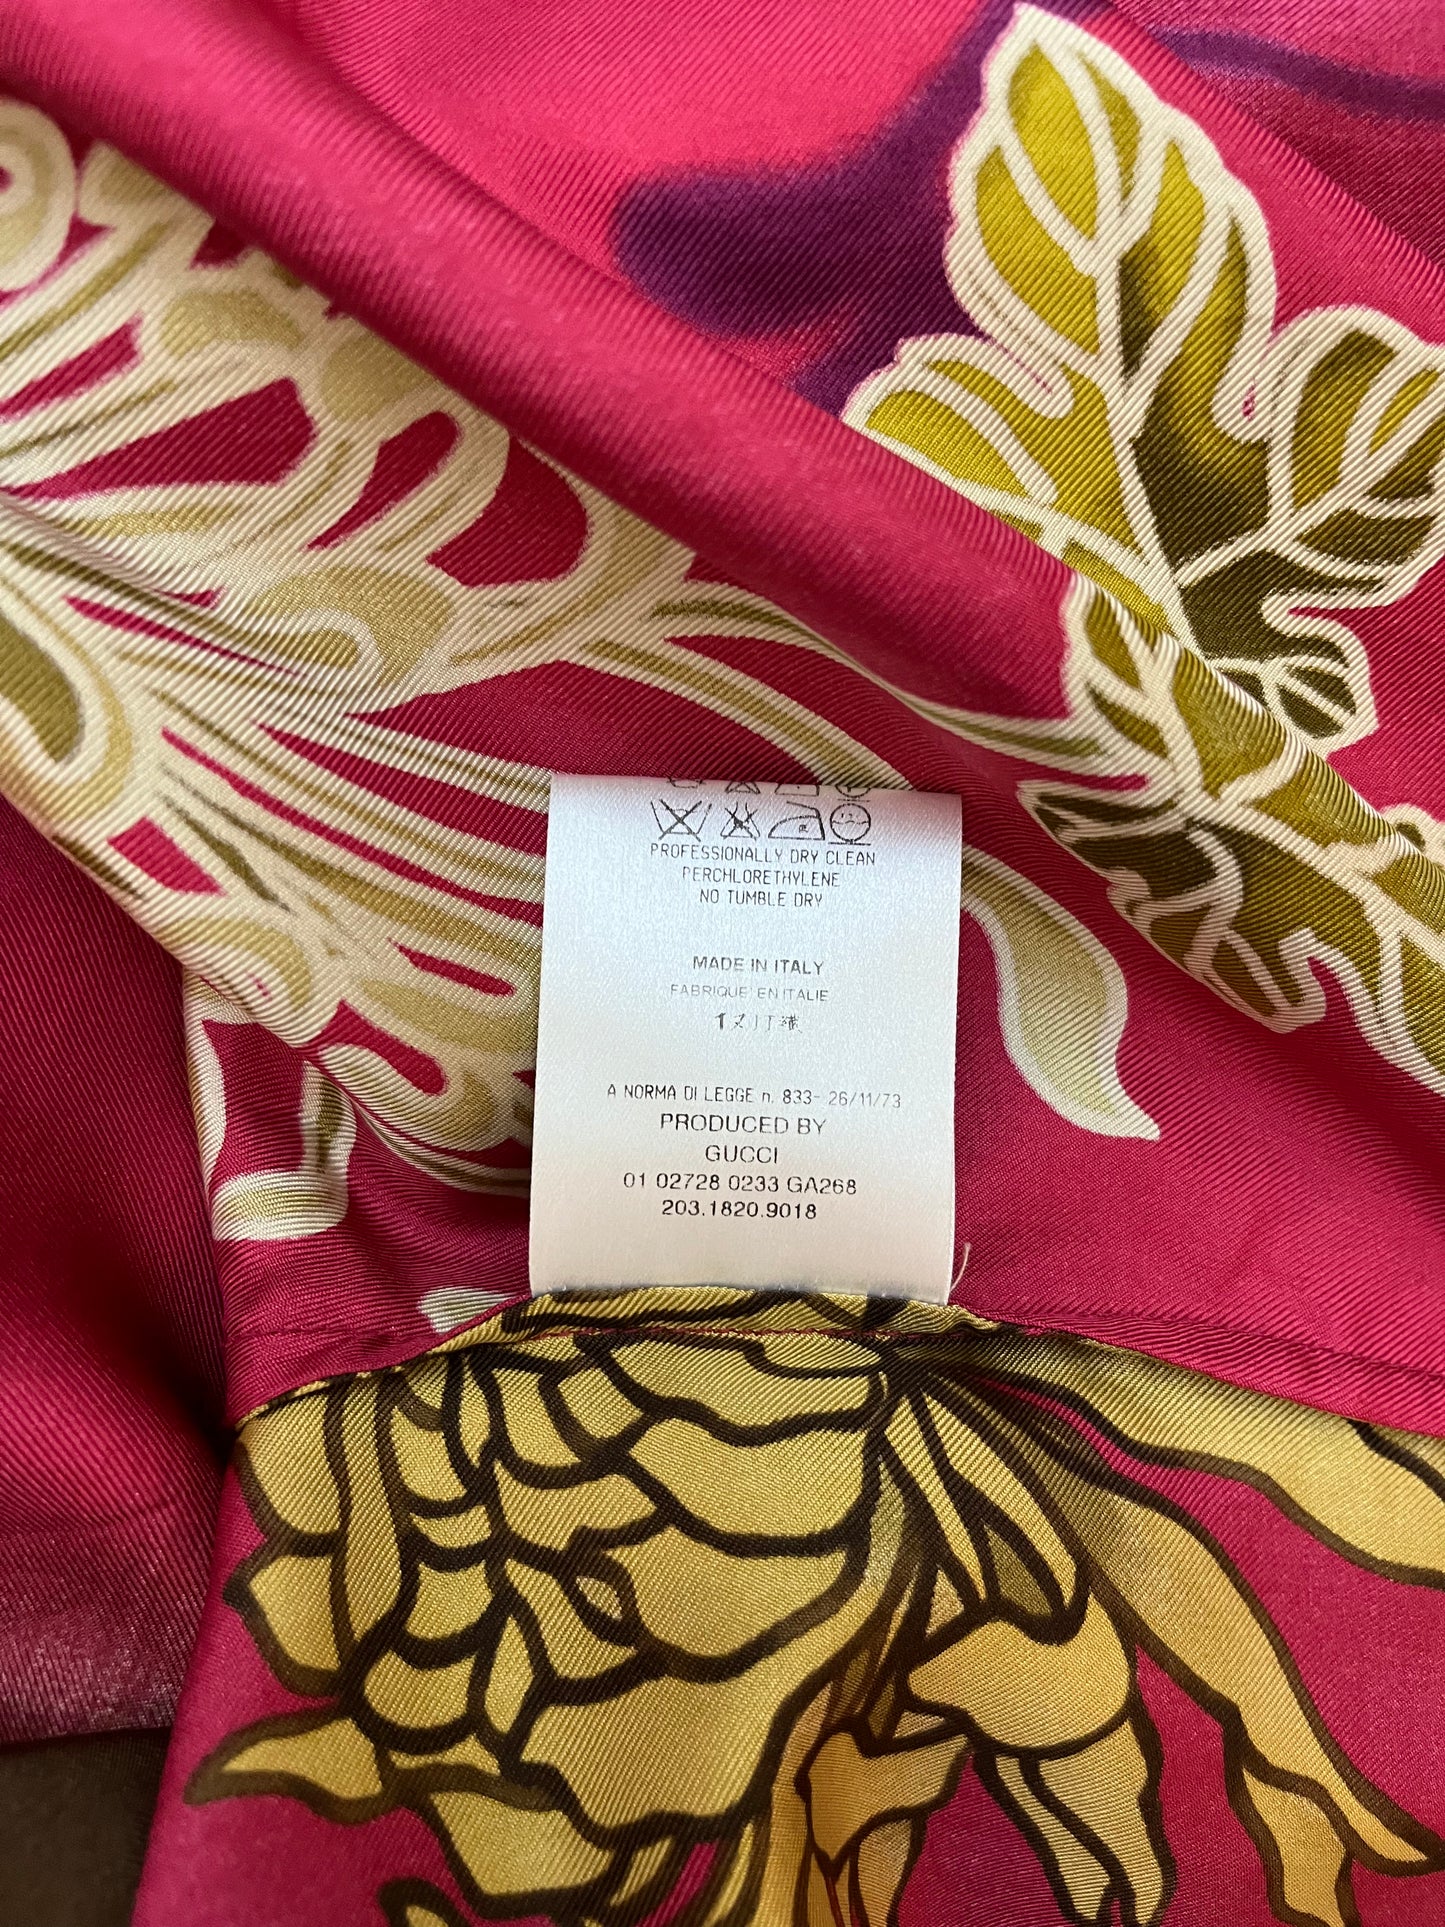 PROFESSIONALLY DRY CLEAN
PERCHLORETHYLENE
NO TUMBLE DRY
MADE IN ITALY
FABRIQUE' EN ITALIE
A NORMA DI LEGGE n. 833- 26/11/73
PRODUCED BY
GUCCI
01 02728 0233 GA268
203.1820.9018